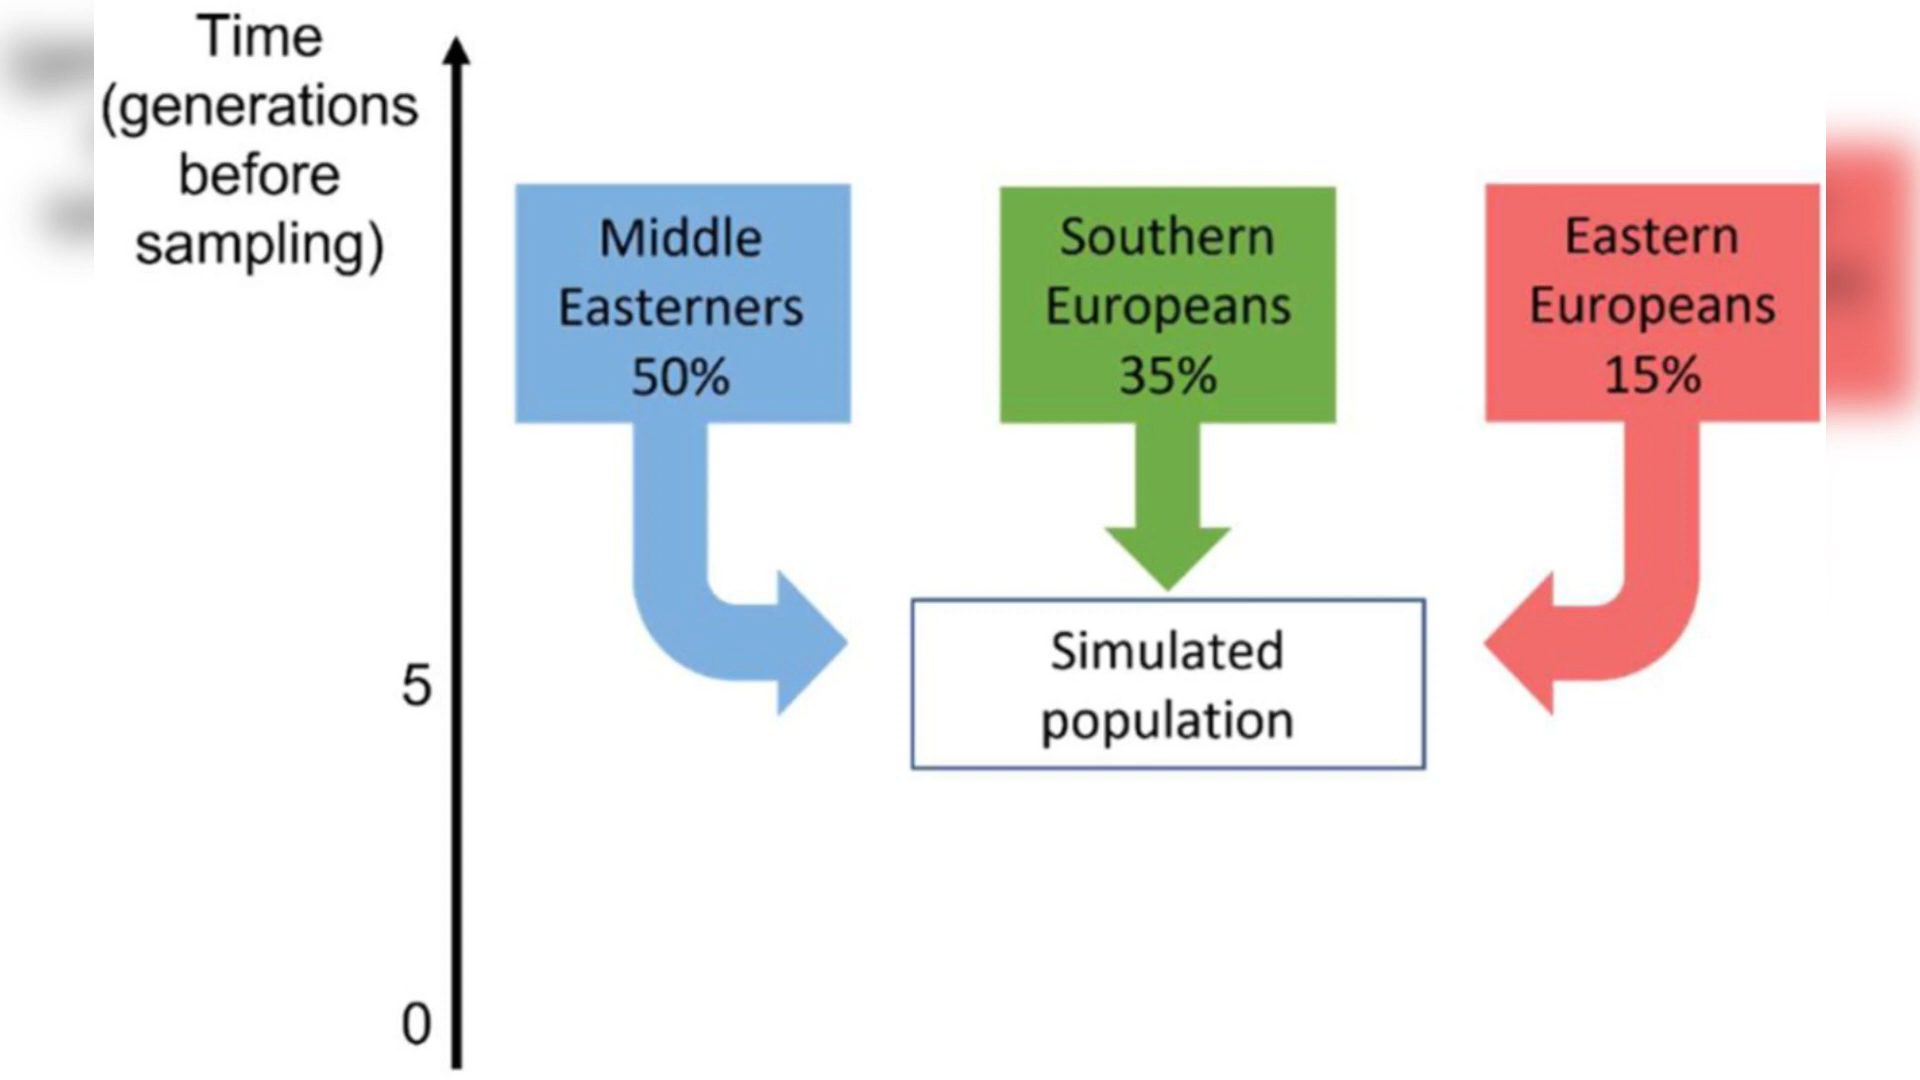 Time
(generations
before
sampling)
Middle
Easterners
50%
Southern
Europeans
35%
Eastern
Europeans
15%
Simulated
population
5
0